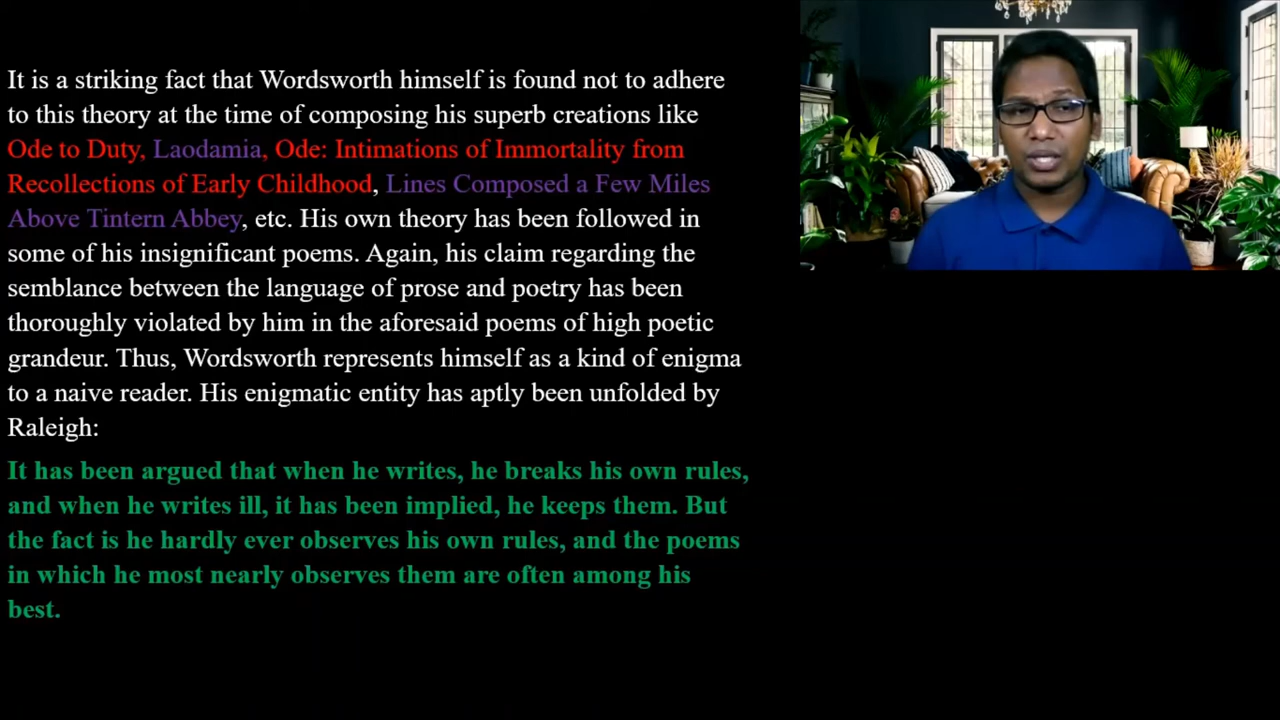 It is a striking fact that Wordsworth himself is found not to adhere
to this theory at the time of composing his superb creations like
Ode to Duty, Laodamia, Ode: Intimations of Immortality from
Recollections of Early Childhood, Lines Composed a Few Miles
Above Tintern Abbey, etc. His own theory has been followed in
some of his insignificant poems. Again, his claim regarding the
semblance between the language of prose and poetry has been
thoroughly violated by him in the aforesaid poems of high poetic
grandeur. Thus, Wordsworth represents himself as a kind of enigma
to a naive reader. His enigmatic entity has aptly been unfolded by
Raleigh:
It has been argued that when he writes, he breaks his own rules,
and when he writes ill, it has been implied, he keeps them. But
the fact is he hardly ever observes his own rules, and the poems
in which he most nearly observes them are often among his
best.